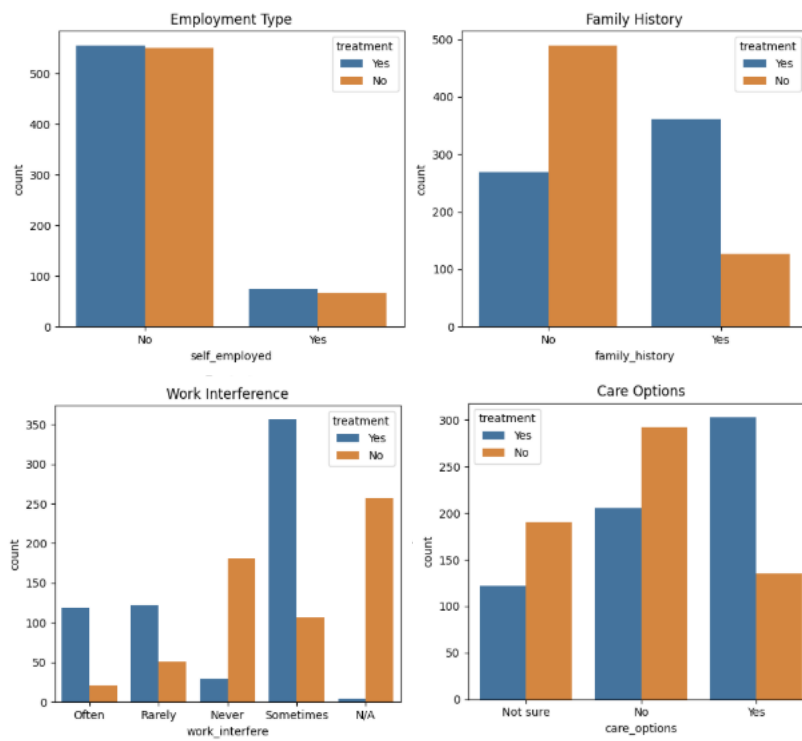 Employment Type
treatment
Yes
No
500
400
300
200
100
0
count
No Yes
self_employed
Family History
treatment
Yes
No
500
400
300
200
100
0
count
No Yes
family_history
Work Interference
treatment
Yes
No
350
300
250
200
150
100
50
0
count
Often Rarely Never Sometimes N/A
work_interfere
Care Options
treatment
Yes
No
300
250
200
150
100
50
0
count
Not sure No Yes
care_options